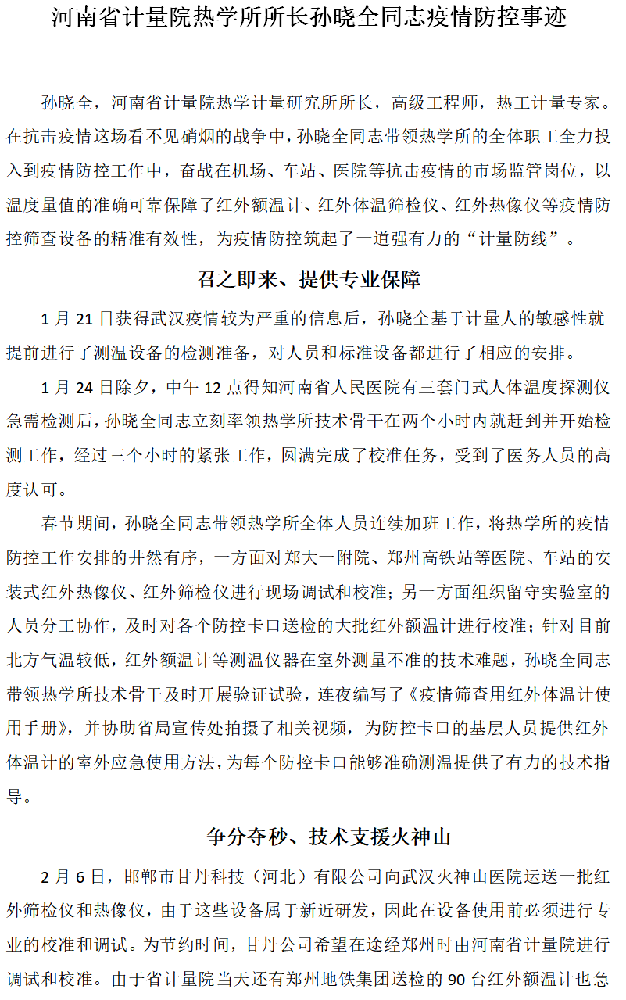 河南省计量院热学所所长孙晓全同志疫情防控事迹
孙晓全，河南省计量院热学计量研究所所长，高级工程师，热工计量专家。
在抗击疫情这场看不见硝烟的战争中，孙晓全同志带领热学所的全体职工全力投
入到疫情防控工作中，奋战在机场、车站、医院等抗击疫情的市场监管岗位，以
温度量值的准确可靠保障了红外额温计、红外体温筛检仪、红外热像仪等疫情防
控筛查设备的精准有效性，为疫情防控筑起了一道强有力的“计量防线”。
召之即来、提供专业保障
1 月 21 日获得武汉疫情较为严重的信息后，孙晓全基于计量人的敏感性就
提前进行了测温设备的检测准备，对人员和标准设备都进行了相应的安排。
1 月 24 日除夕，中午 12 点得知河南省人民医院有三套门式人体温度探测仪
急需检测后，孙晓全同志立刻率领热学所技术骨干在两个小时内就赶到并开始检
测工作，经过三个小时的紧张工作，圆满完成了校准任务，受到了医务人员的高
度认可。
春节期间，孙晓全同志带领热学所全体人员连续加班工作，将热学所的疫情
防控工作安排的井然有序，一方面对郑大一附院、郑州高铁站等医院、车站的安
装式红外热像仪、红外筛检仪进行现场调试和校准；另一方面组织留守实验室的
人员分工协作，及时对各个防控卡口送检的大批红外额温计进行校准；针对目前
北方气温较低，红外额温计等测温仪器在室外测量不准的技术难题，孙晓全同志
带领热学所技术骨干及时开展验证试验，连夜编写了《疫情筛查用红外体温计使
用手册》，并协助省局宣传处拍摄了相关视频，为防控卡口的基层人员提供红外
体温计的室外应急使用方法，为每个防控卡口能够准确测温提供了有力的技术指
导。
争分夺秒、技术支援火神山
2 月 6 日，邯郸市甘丹科技（河北）有限公司向武汉火神山医院运送一批红
外筛检仪和热像仪，由于这些设备属于新近研发，因此在设备使用前必须进行专
业的校准和调试。为节约时间，甘丹公司希望在途经郑州时由河南省计量院进行
调试和校准。由于省计量院当天还有郑州地铁集团送检的 90 台红外额温计也急